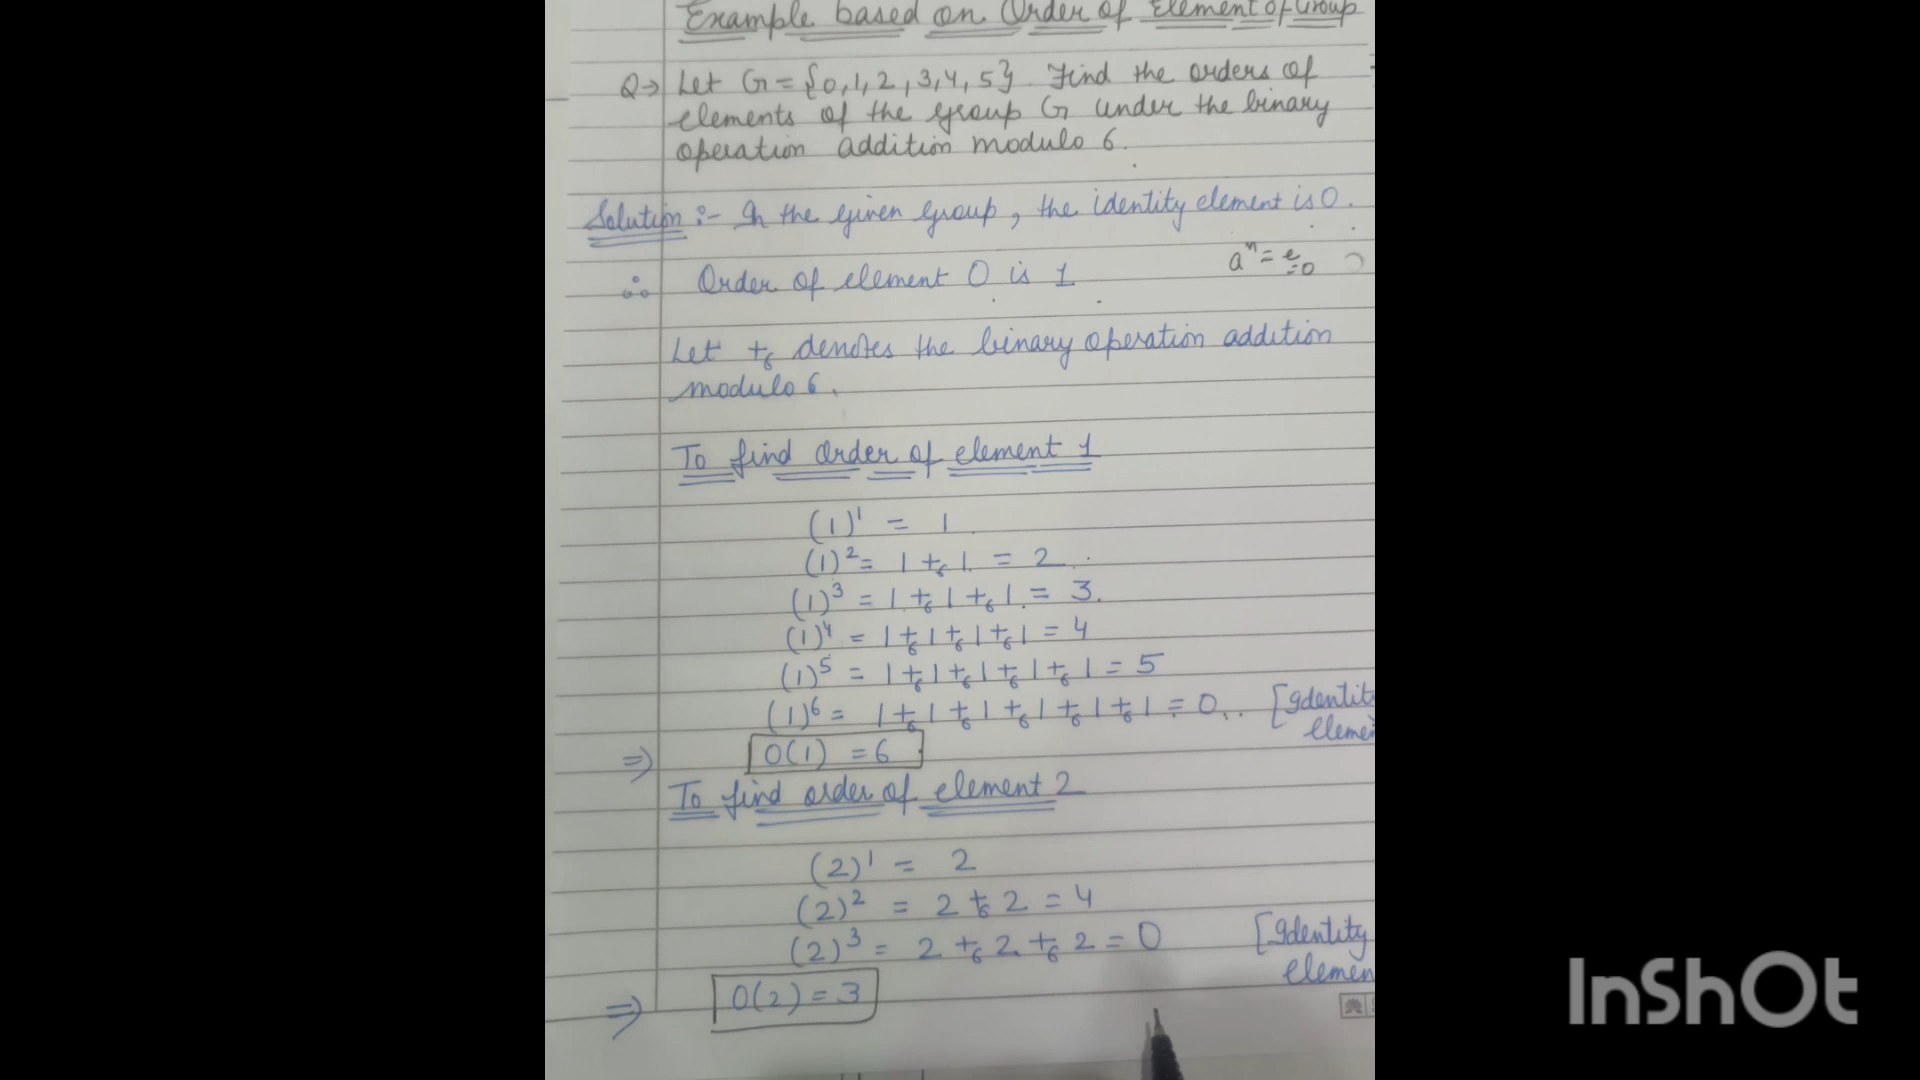 Example based on Order of Element of Group
Q→ Let G = {0,1,2,3,4,5}. Find the orders of
elements of the group G under the binary
operation addition modulo 6.
Solution :- In the given group, the identity element is 0.
aⁿ = e
= 0
∴ Order of element 0 is 1
Let +₆ denotes the binary operation addition
modulo 6.
To find order of element 1
(1)¹ = 1
(1)² = 1 +₆ 1 = 2
(1)³ = 1 +₆ 1 +₆ 1 = 3
(1)⁴ = 1 +₆ 1 +₆ 1 +₆ 1 = 4
(1)⁵ = 1 +₆ 1 +₆ 1 +₆ 1 +₆ 1 = 5
(1)⁶ = 1 +₆ 1 +₆ 1 +₆ 1 +₆ 1 +₆ 1 = 0 [Identit
elemen
⇒ O(1) = 6
To find order of element 2
(2)¹ = 2
(2)² = 2 +₆ 2 = 4
(2)³ = 2 +₆ 2 +₆ 2 = 0 [Identity
elemen
⇒ O(2) = 3
InShOt